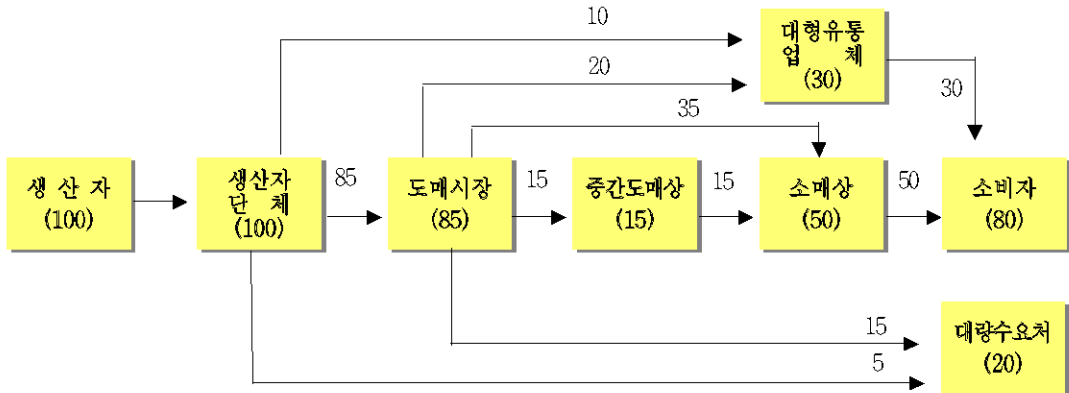 10
대형유통
업 체
(30)
20
30
35
생 산 자
(100)
생산자
단 체
(100)
85
도매시장
(85)
15
중간도매상
(15)
15
소매상
(50)
50
소비자
(80)
15
대량수요처
(20)
5